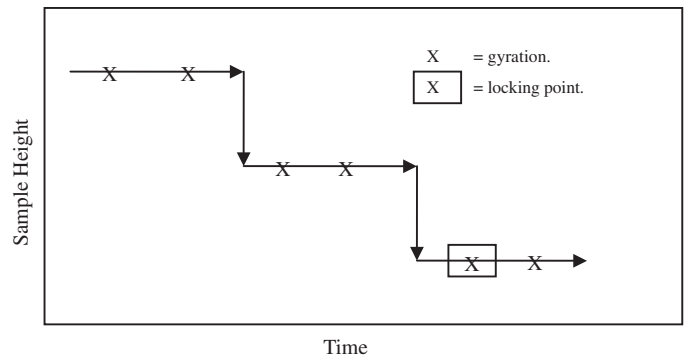 X = gyration.
X = locking point.
X X
X X
X X
Sample Height
Time